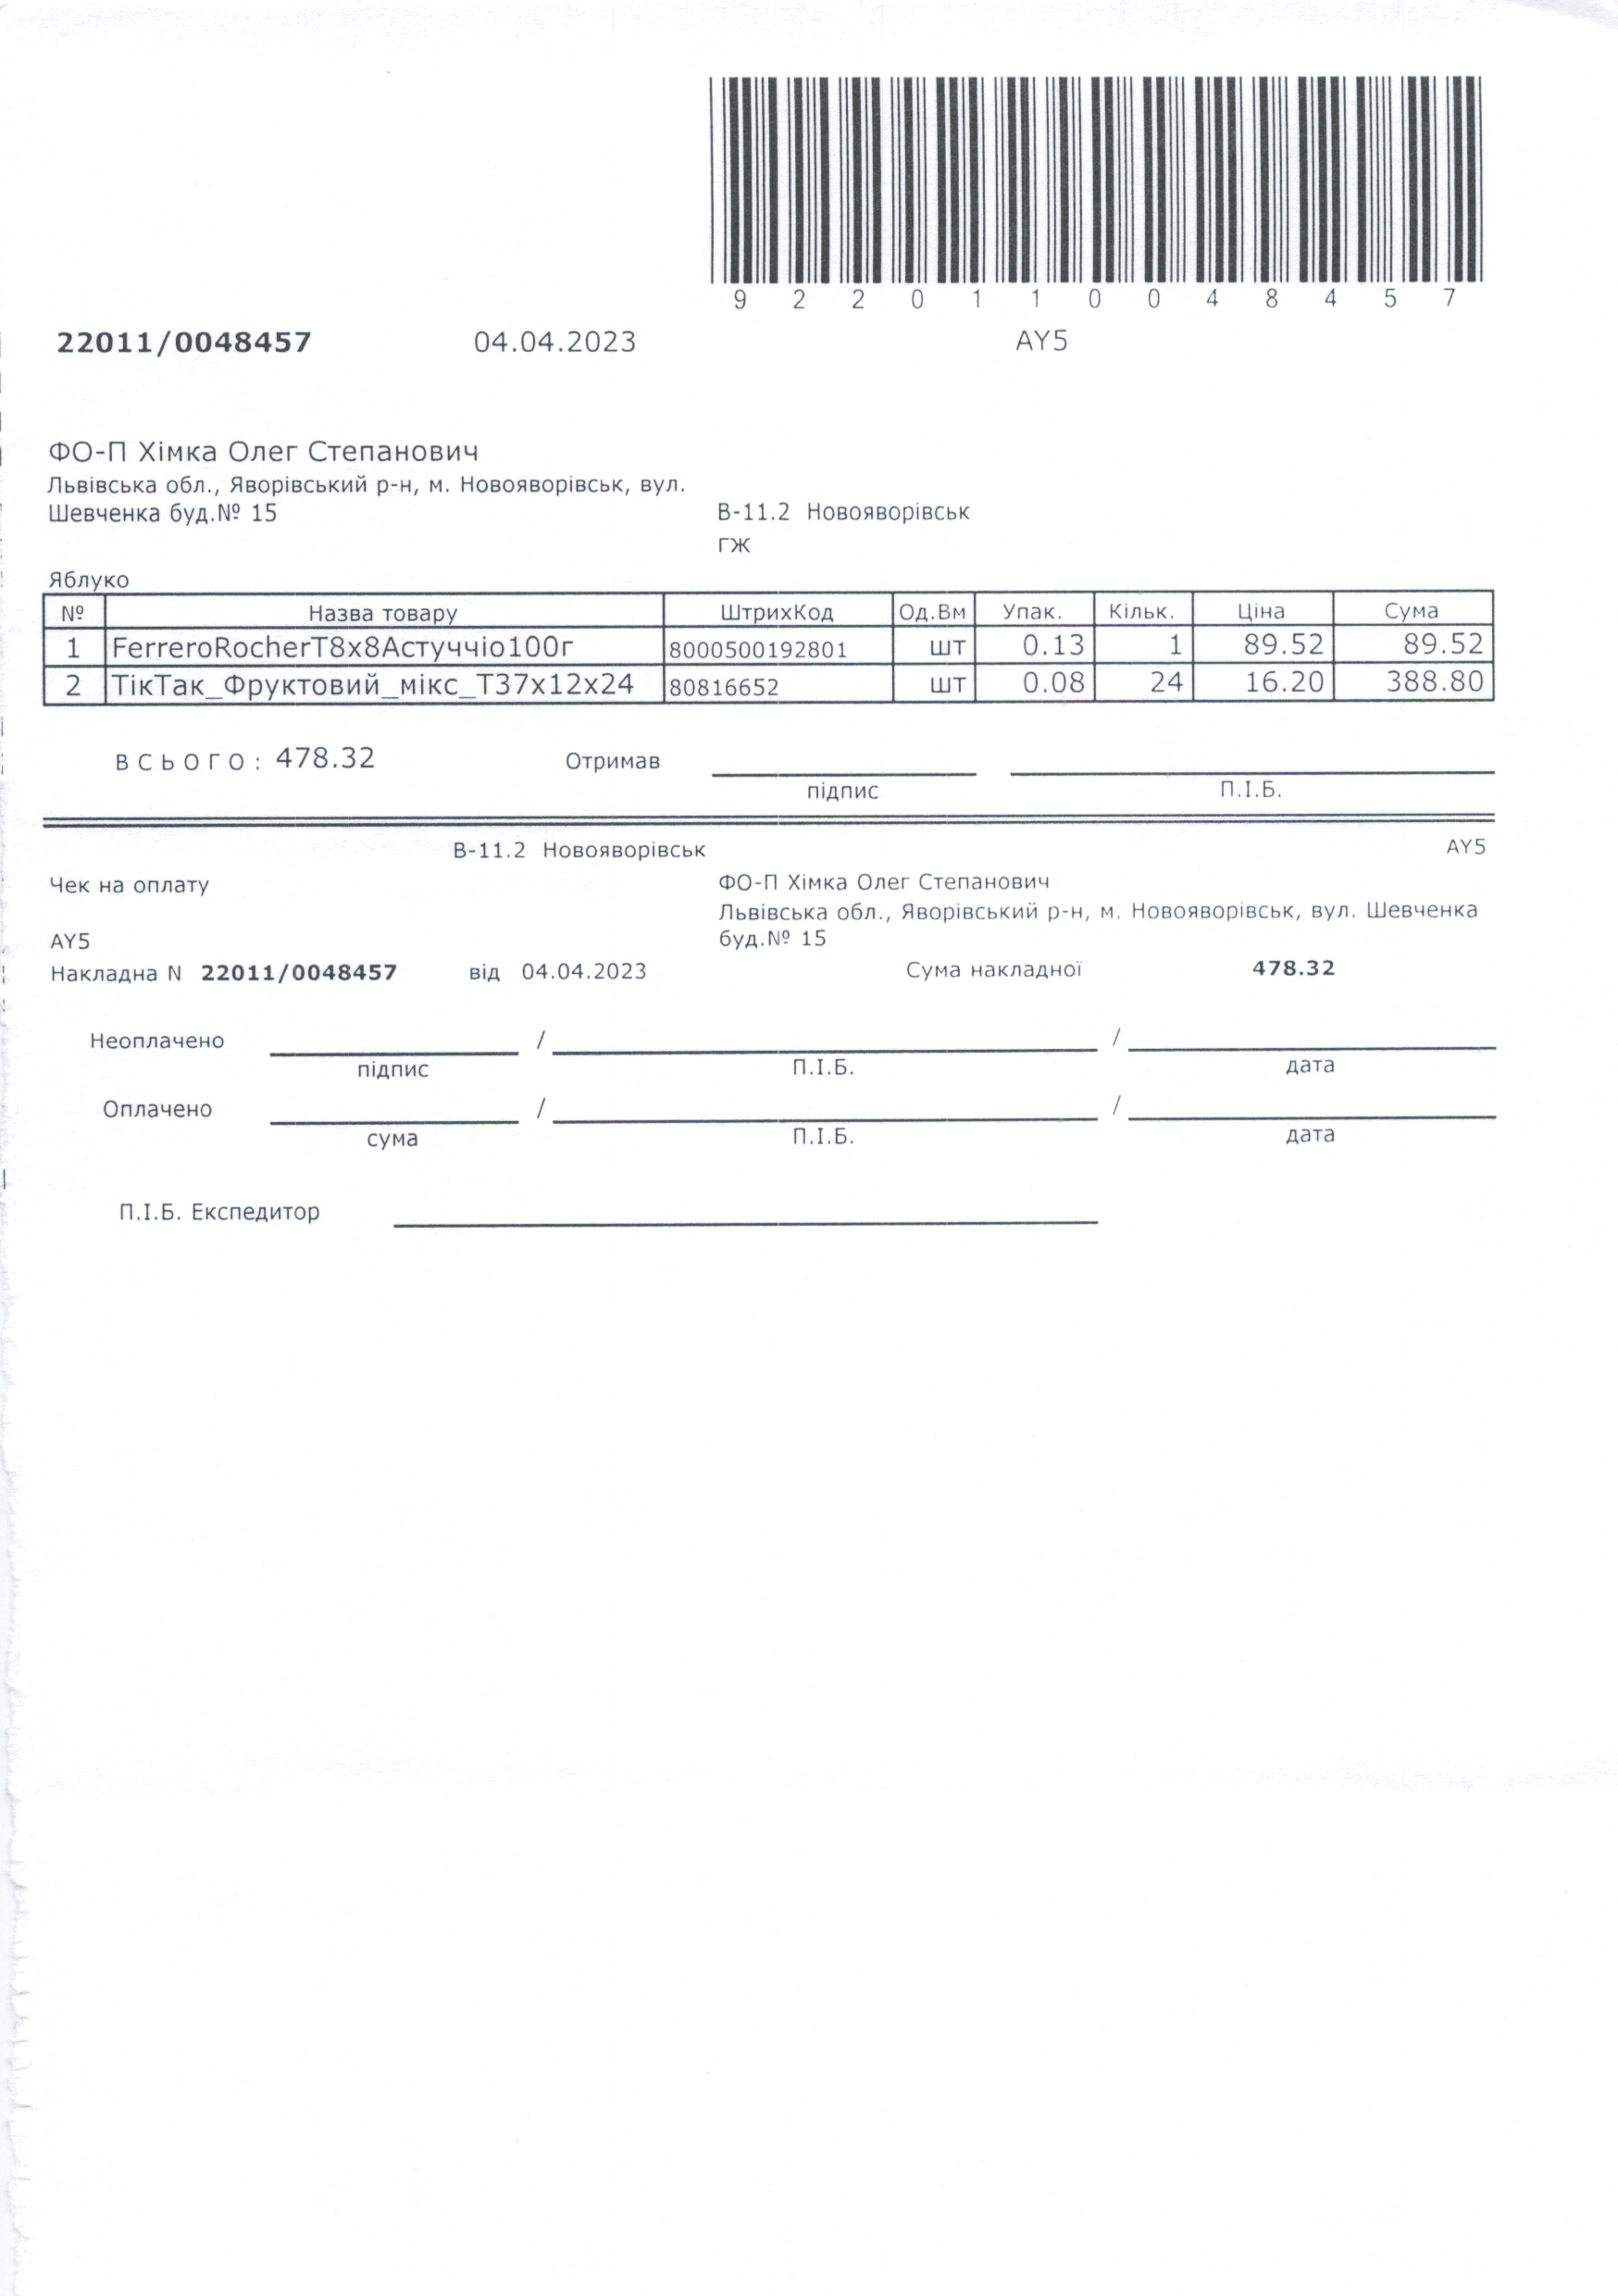 9 2 2 0 1 1 0 0 4 8 4 5 7
22011/0048457 04.04.2023 AY5
ФО-П Хімка Олег Степанович
Львівська обл., Яворівський р-н, м. Новояворівськ, вул.
Шевченка буд.№ 15 В-11.2 Новояворівськ
ГЖ
Яблуко
№ Назва товару ШтрихКод Од.Вм Упак. Кільк. Ціна Сума
1 FerreroRocherT8x8Астуччіо100г 8000500192801 шт 0.13 1 89.52 89.52
2 ТікТак_Фруктовий_мікс_Т37х12х24 80816652 шт 0.08 24 16.20 388.80
ВСЬОГО: 478.32 Отримав
підпис П.І.Б.
В-11.2 Новояворівськ AY5
Чек на оплату ФО-П Хімка Олег Степанович
Львівська обл., Яворівський р-н, м. Новояворівськ, вул. Шевченка
AY5 буд.№ 15
Накладна N 22011/0048457 від 04.04.2023 Сума накладної 478.32
Неоплачено / /
підпис П.І.Б. дата
Оплачено / /
сума П.І.Б. дата
П.І.Б. Експедитор